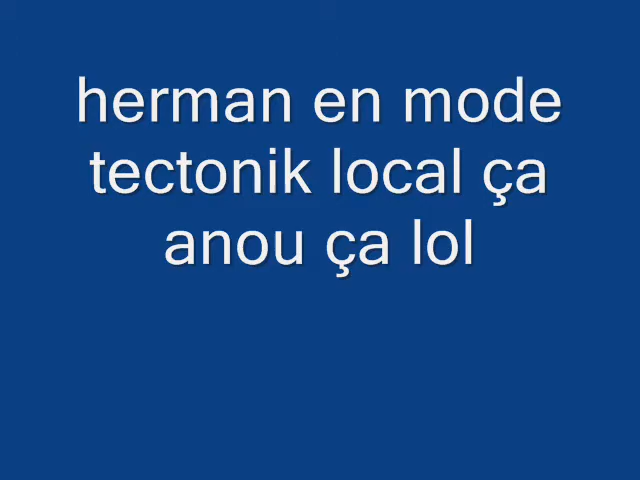 herman en mode
tectonik local ça
anou ça lol